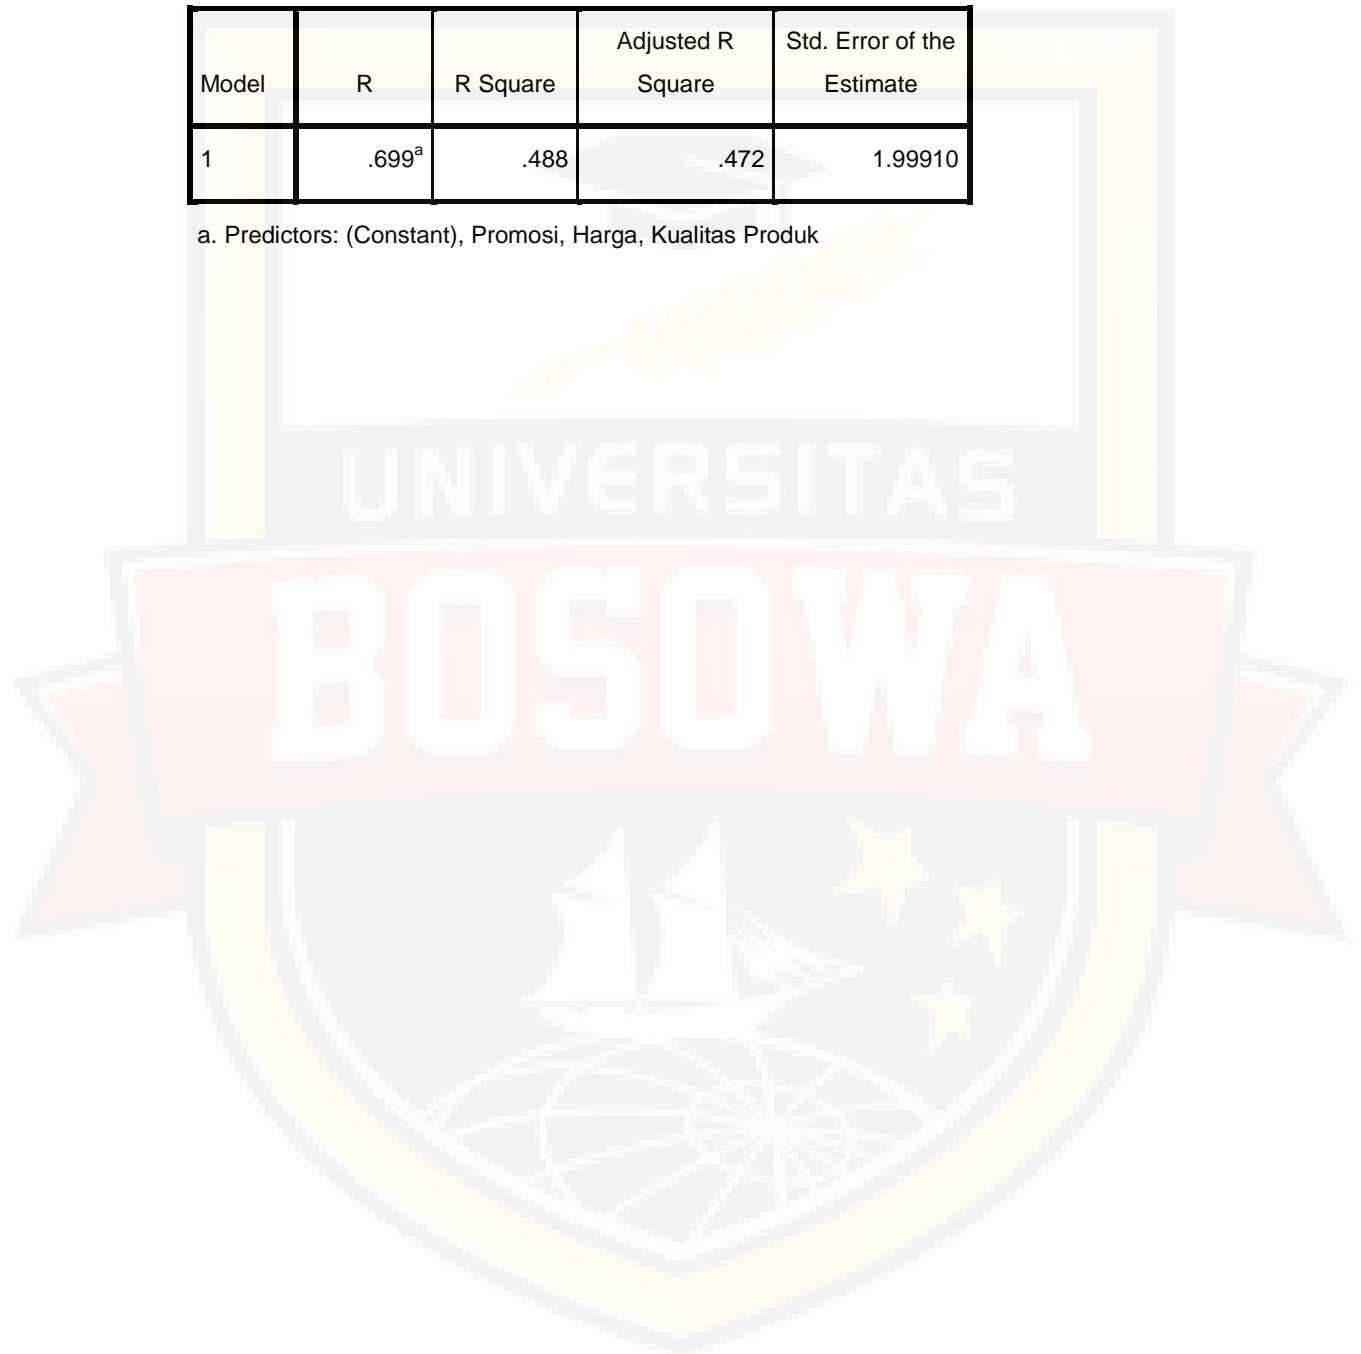 Model R R Square Adjusted R Square Std. Error of the Estimate
1 .699a .488 .472 1.99910
a. Predictors: (Constant), Promosi, Harga, Kualitas Produk
UNIVERSITAS
BOSOWA